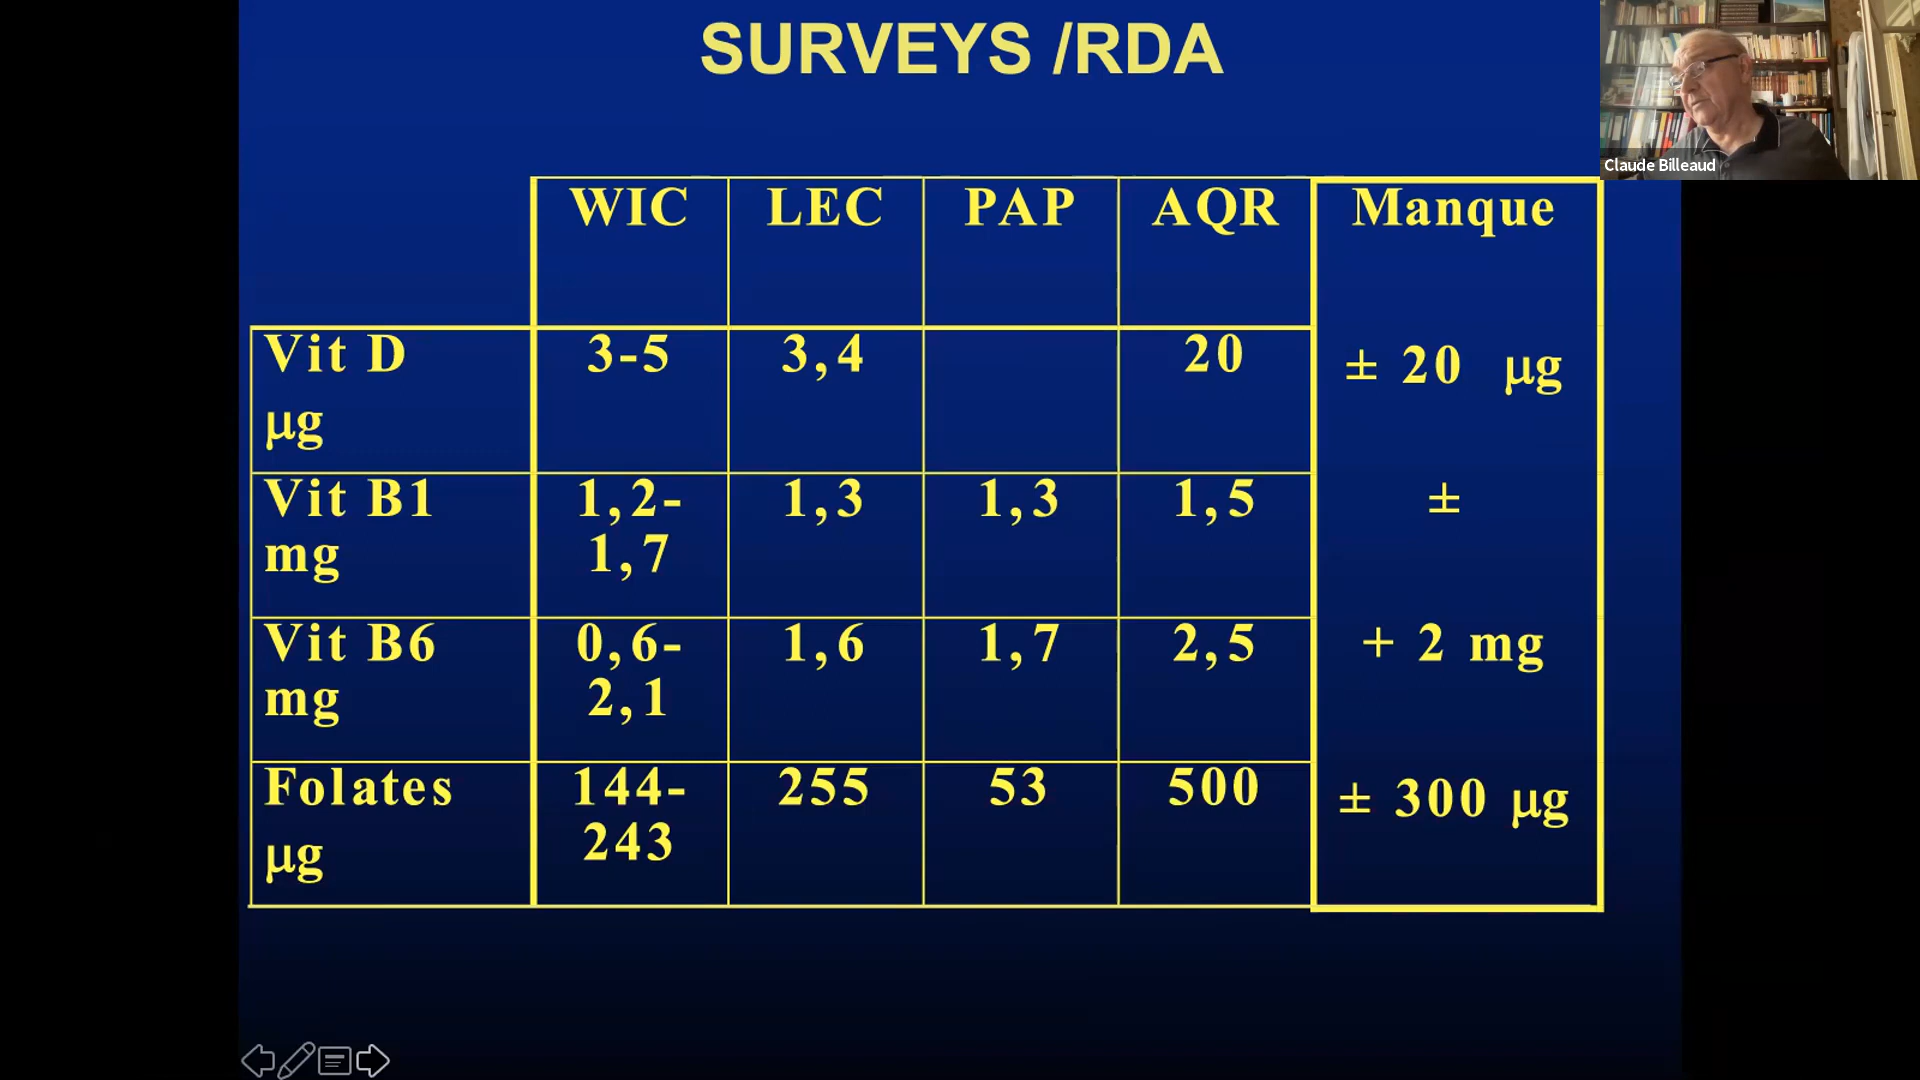 SURVEYS /RDA
Claude Billeaud
WIC LEC PAP AQR Manque
Vit D 3-5 3,4 20 ± 20 µg
µg
Vit B1 1,2- 1,3 1,3 1,5 ±
mg 1,7
Vit B6 0,6- 1,6 1,7 2,5 + 2 mg
mg 2,1
Folates 144- 255 53 500 ± 300 µg
µg 243